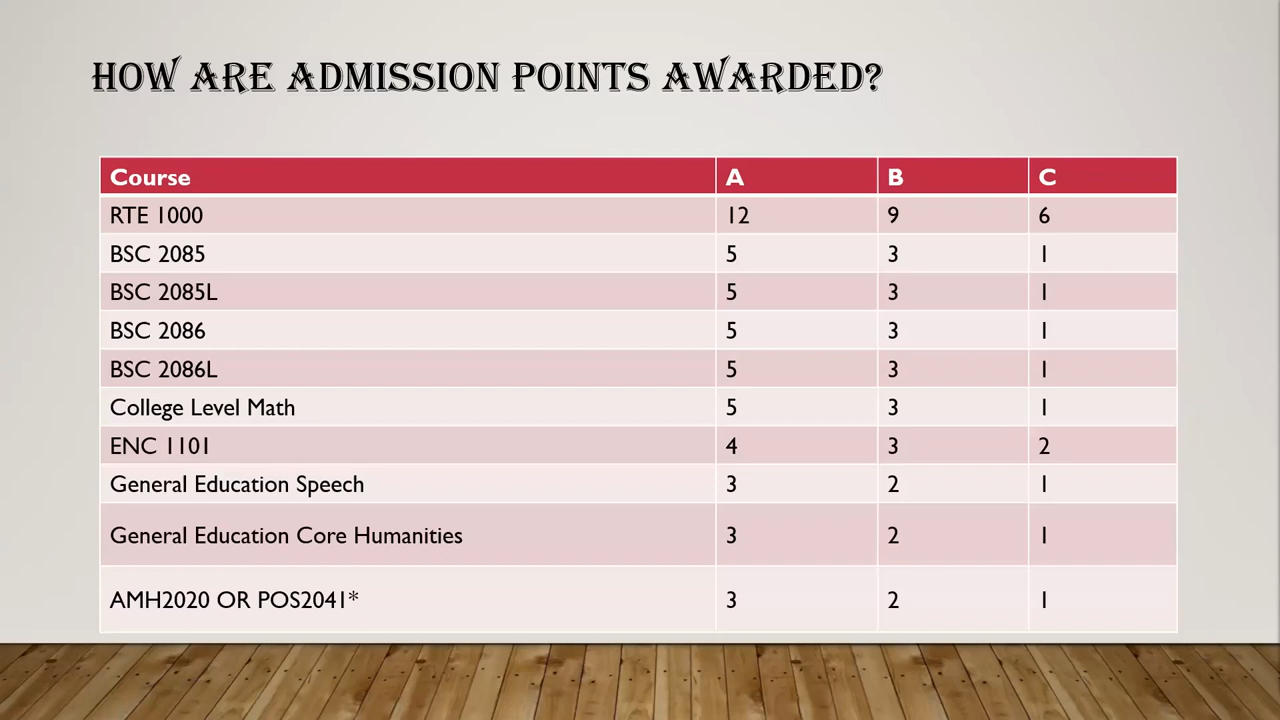 HOW ARE ADMISSION POINTS AWARDED?
Course A B C
RTE 1000 12 9 6
BSC 2085 5 3 1
BSC 2085L 5 3 1
BSC 2086 5 3 1
BSC 2086L 5 3 1
College Level Math 5 3 1
ENC 1101 4 3 2
General Education Speech 3 2 1
General Education Core Humanities 3 2 1
AMH2020 OR POS2041* 3 2 1